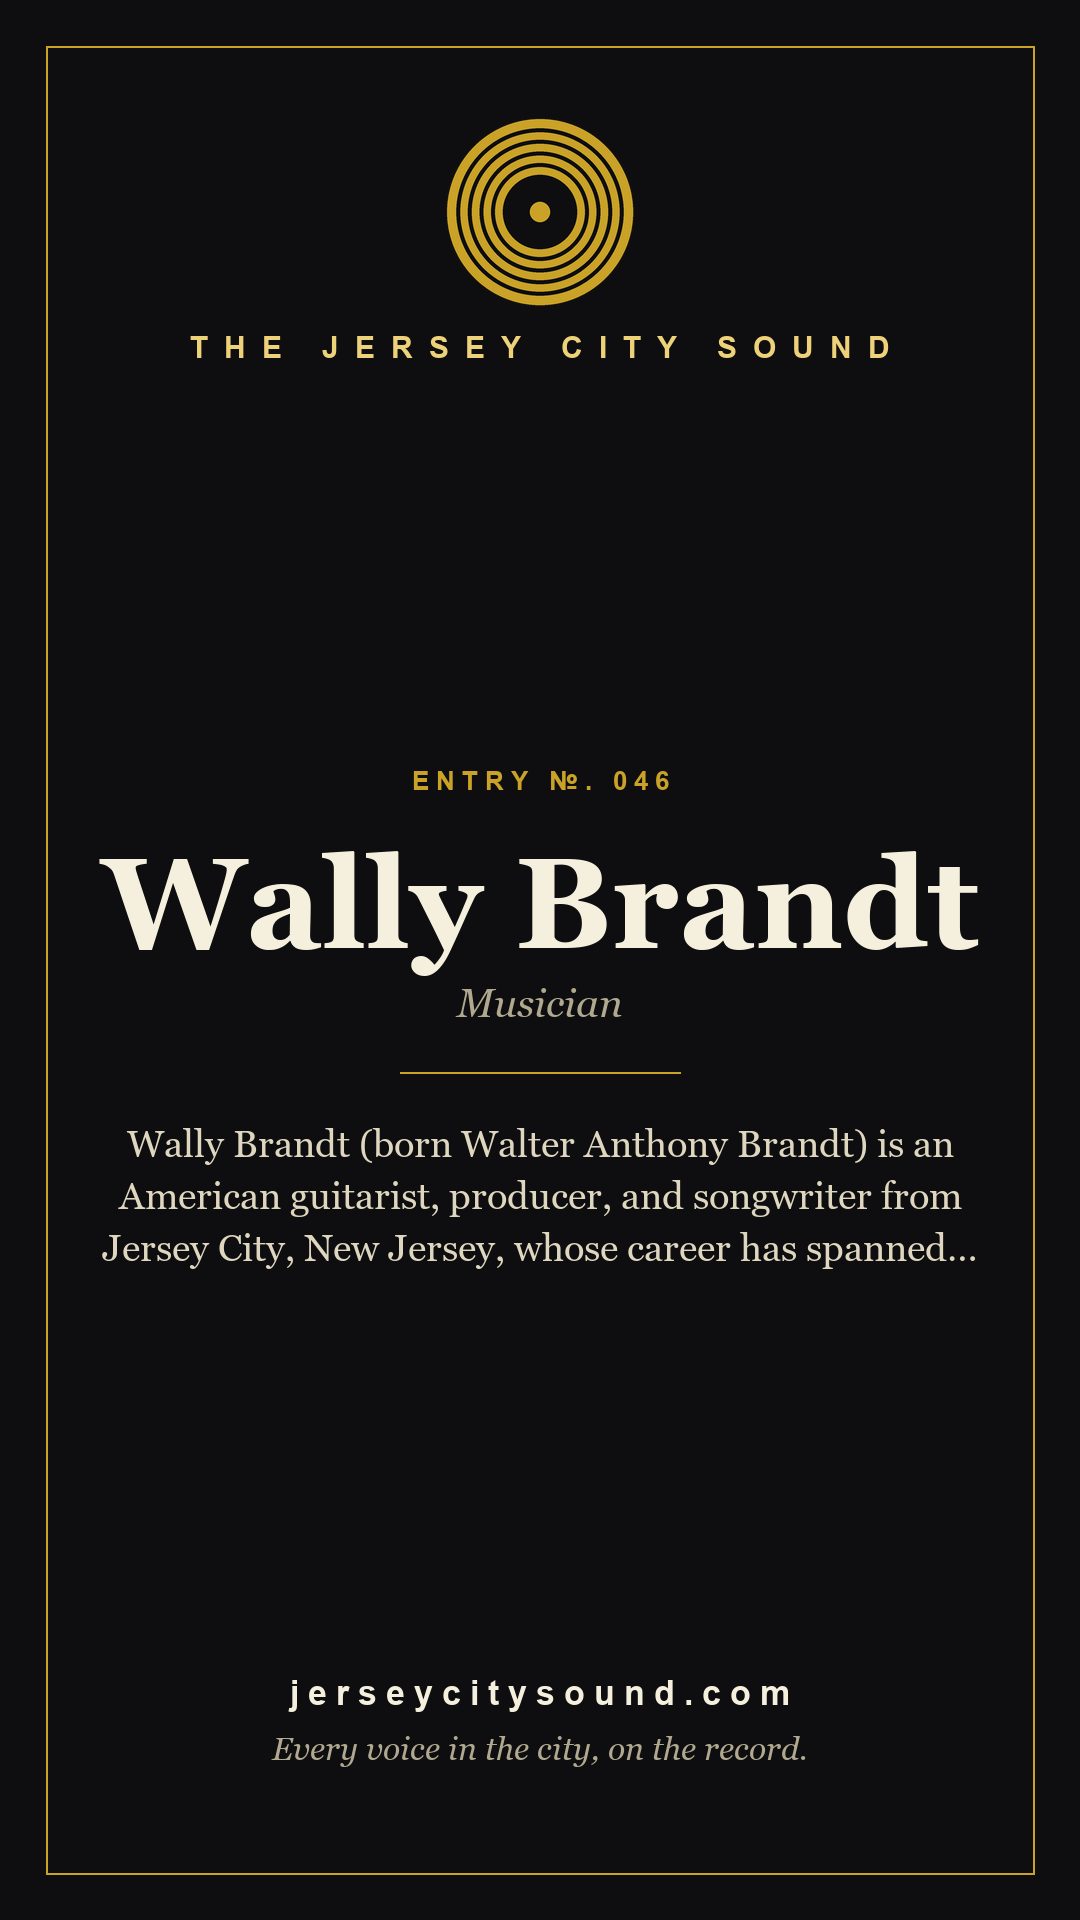 THE JERSEY CITY SOUND
ENTRY №. 046
Wally Brandt
Musician
Wally Brandt (born Walter Anthony Brandt) is an
American guitarist, producer, and songwriter from
Jersey City, New Jersey, whose career has spanned...
jerseycitysound.com
Every voice in the city, on the record.